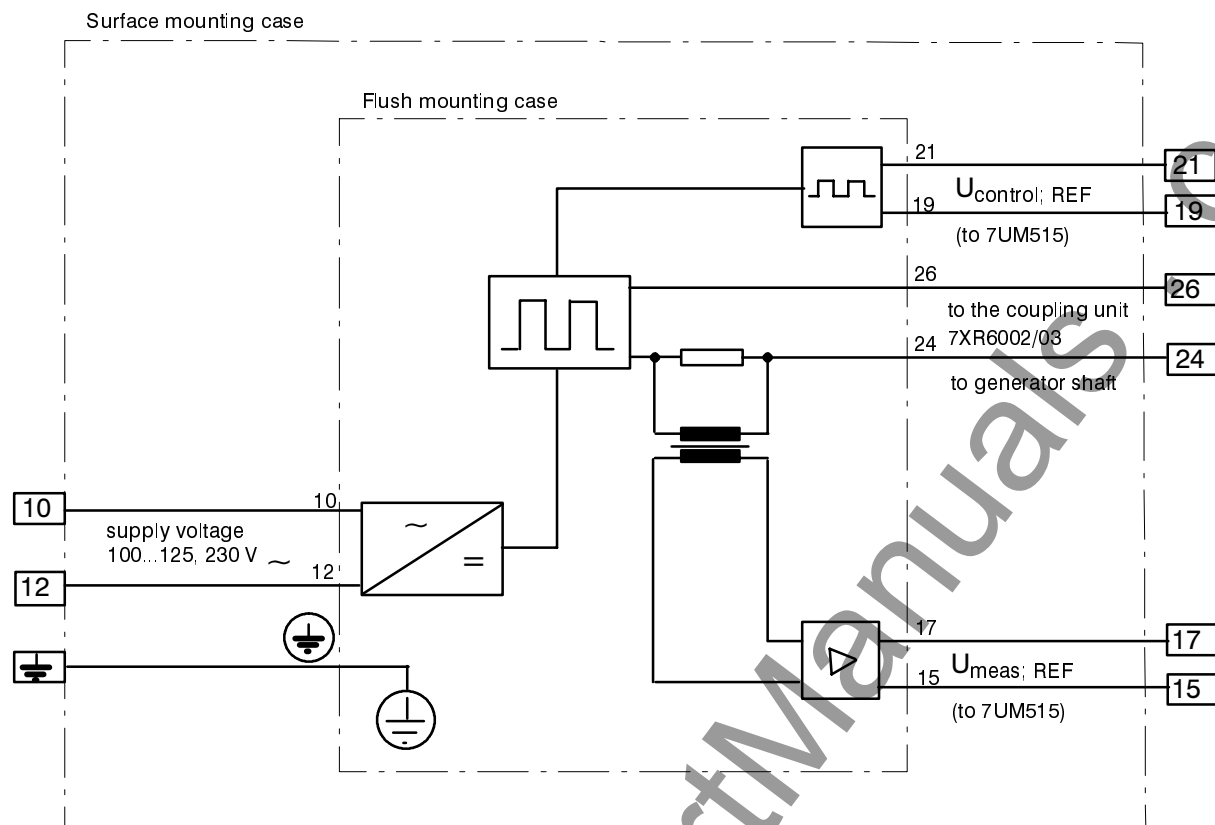 Surface mounting case
Flush mounting case
21
21
Ucontrol; REF
19
19
(to 7UM515)
26
26
to the coupling unit
7XR6002/03
24
24
to generator shaft
10
10
supply voltage
100...125, 230 V ~
~
=
12
12
17
17
Umeas; REF
15
15
(to 7UM515)
rtManuals